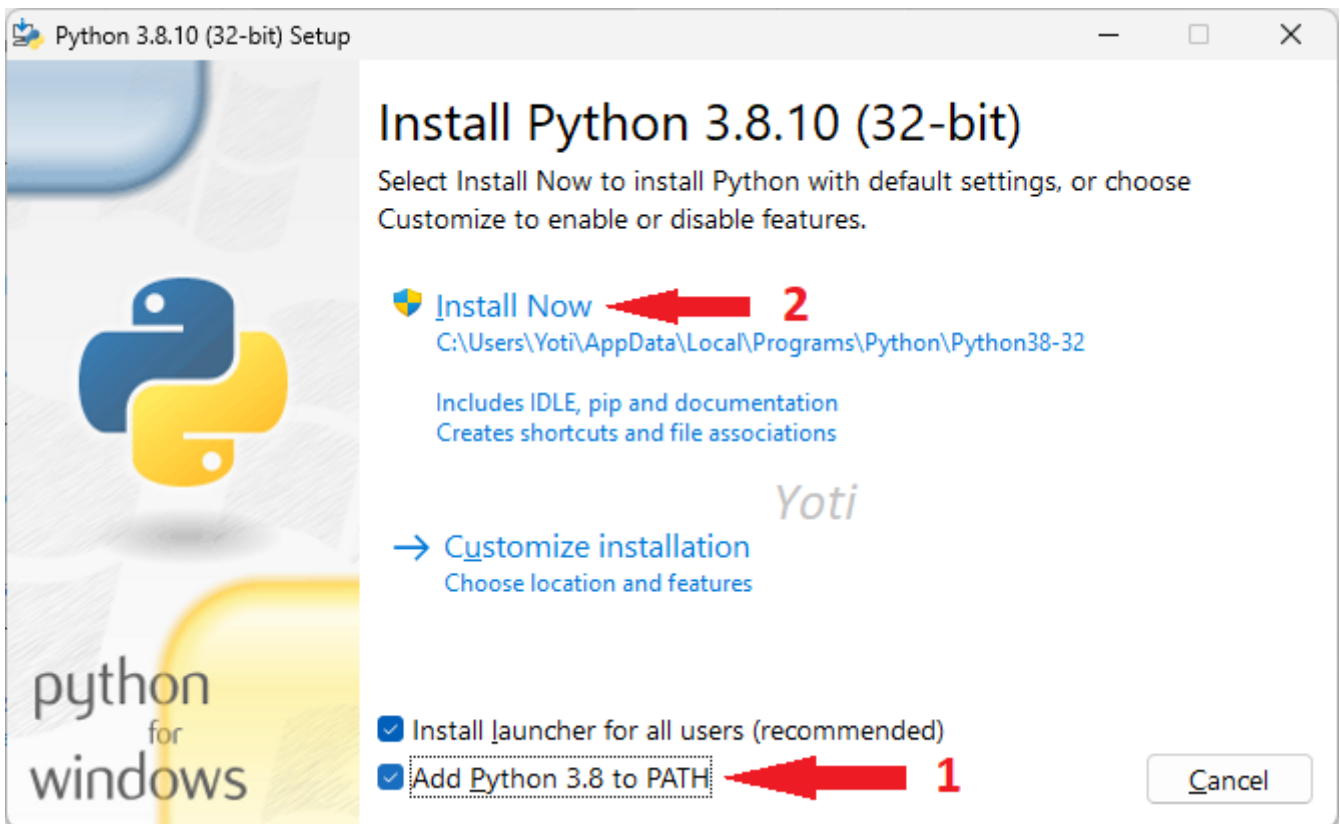 Python 3.8.10 (32-bit) Setup
Install Python 3.8.10 (32-bit)
Select Install Now to install Python with default settings, or choose
Customize to enable or disable features.
Install Now
2
C:\Users\Yoti\AppData\Local\Programs\Python\Python38-32
Includes IDLE, pip and documentation
Creates shortcuts and file associations
Yoti
Customize installation
Choose location and features
python
for
windows
Install launcher for all users (recommended)
Add Python 3.8 to PATH
1
Cancel